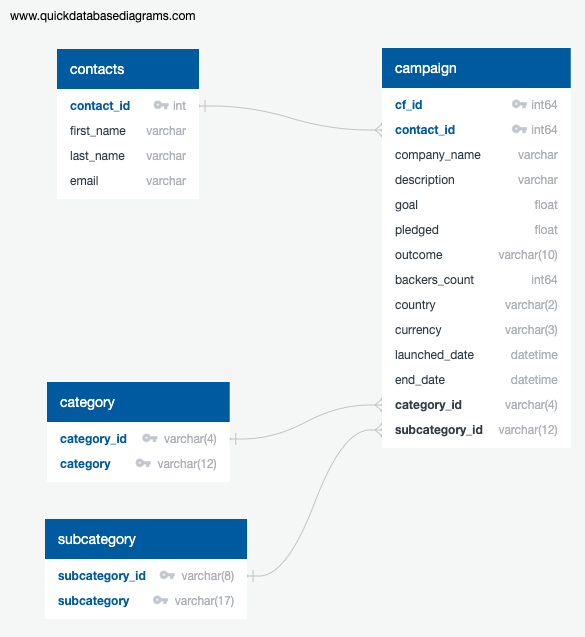 www.quickdatabasediagrams.com
contacts
contact_id int
first_name varchar
last_name varchar
email varchar
campaign
cf_id int64
contact_id int64
company_name varchar
description varchar
goal float
pledged float
outcome varchar(10)
backers_count int64
country varchar(2)
currency varchar(3)
launched_date datetime
end_date datetime
category_id varchar(4)
subcategory_id varchar(12)
category
category_id varchar(4)
category varchar(12)
subcategory
subcategory_id varchar(8)
subcategory varchar(17)